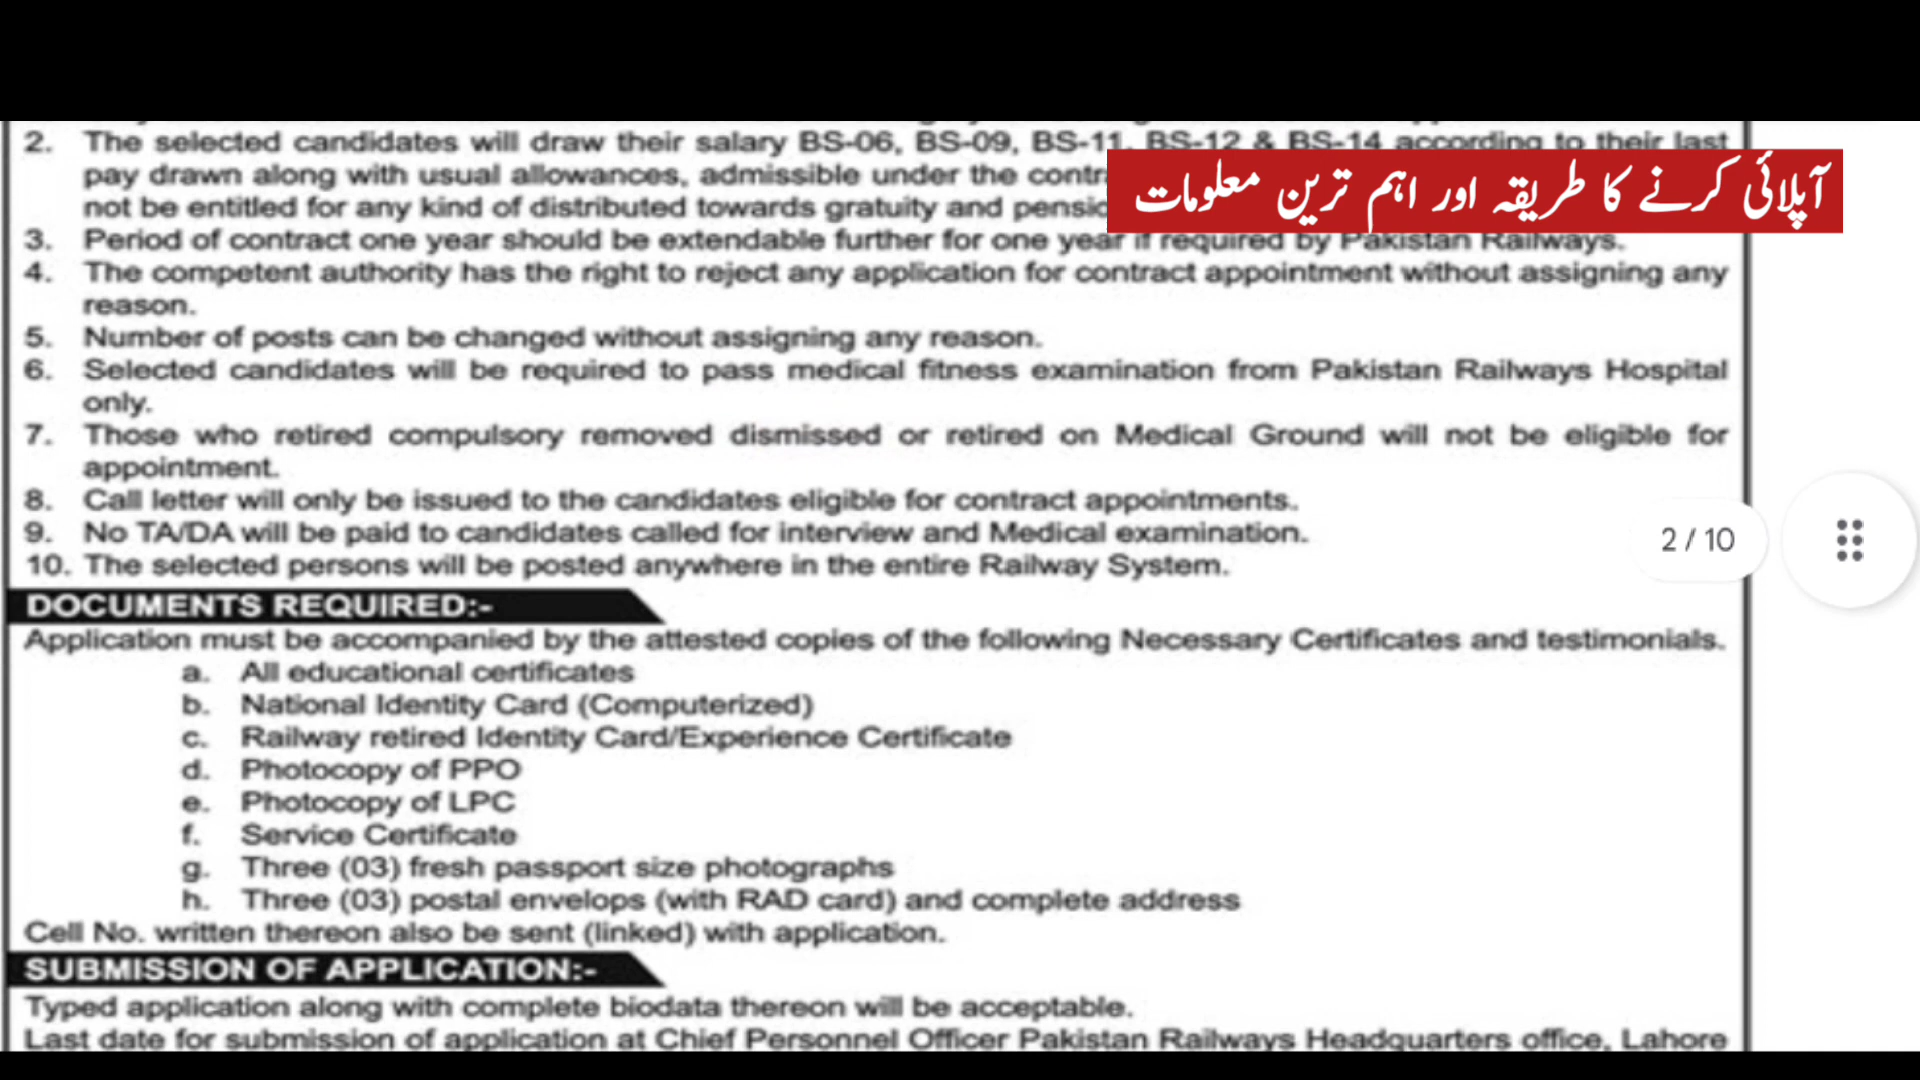 2. The selected candidates will draw their salary BS-06, BS-09, BS-11, BS-12 & BS-14 according to their last
pay drawn along with usual allowances, admissible under the
not be entitled for any kind of distributed towards gratuity and
آپلائی کرنے کا طریقہ اور اہم ترین معلومات
3. Period of contract one year should be extendable further for one year if required by Pakistan Railways.
4. The competent authority has the right to reject any application for contract appointment without assigning any
reason.
5. Number of posts can be changed without assigning any reason.
6. Selected candidates will be required to pass medical fitness examination from Pakistan Railways Hospital
only.
7. Those who retired compulsory removed dismissed or retired on Medical Ground will not be eligible for
appointment.
8. Call letter will only be issued to the candidates eligible for contract appointments.
9. No TA/DA will be paid to candidates called for interview and Medical examination.
2 / 10
10. The selected persons will be posted anywhere in the entire Railway System.
DOCUMENTS REQUIRED:-
Application must be accompanied by the attested copies of the following Necessary Certificates and testimonials.
a. All educational certificates
b. National Identity Card (Computerized)
c. Railway retired Identity Card/Experience Certificate
d. Photocopy of PPO
e. Photocopy of LPC
f. Service Certificate
g. Three (03) fresh passport size photographs
h. Three (03) postal envelops (with RAD card) and complete address
Cell No. written thereon also be sent (linked) with application.
SUBMISSION OF APPLICATION:-
Typed application along with complete biodata thereon will be acceptable.
Last date for submission of application at Chief Personnel Officer Pakistan Railways Headquarters office, Lahore